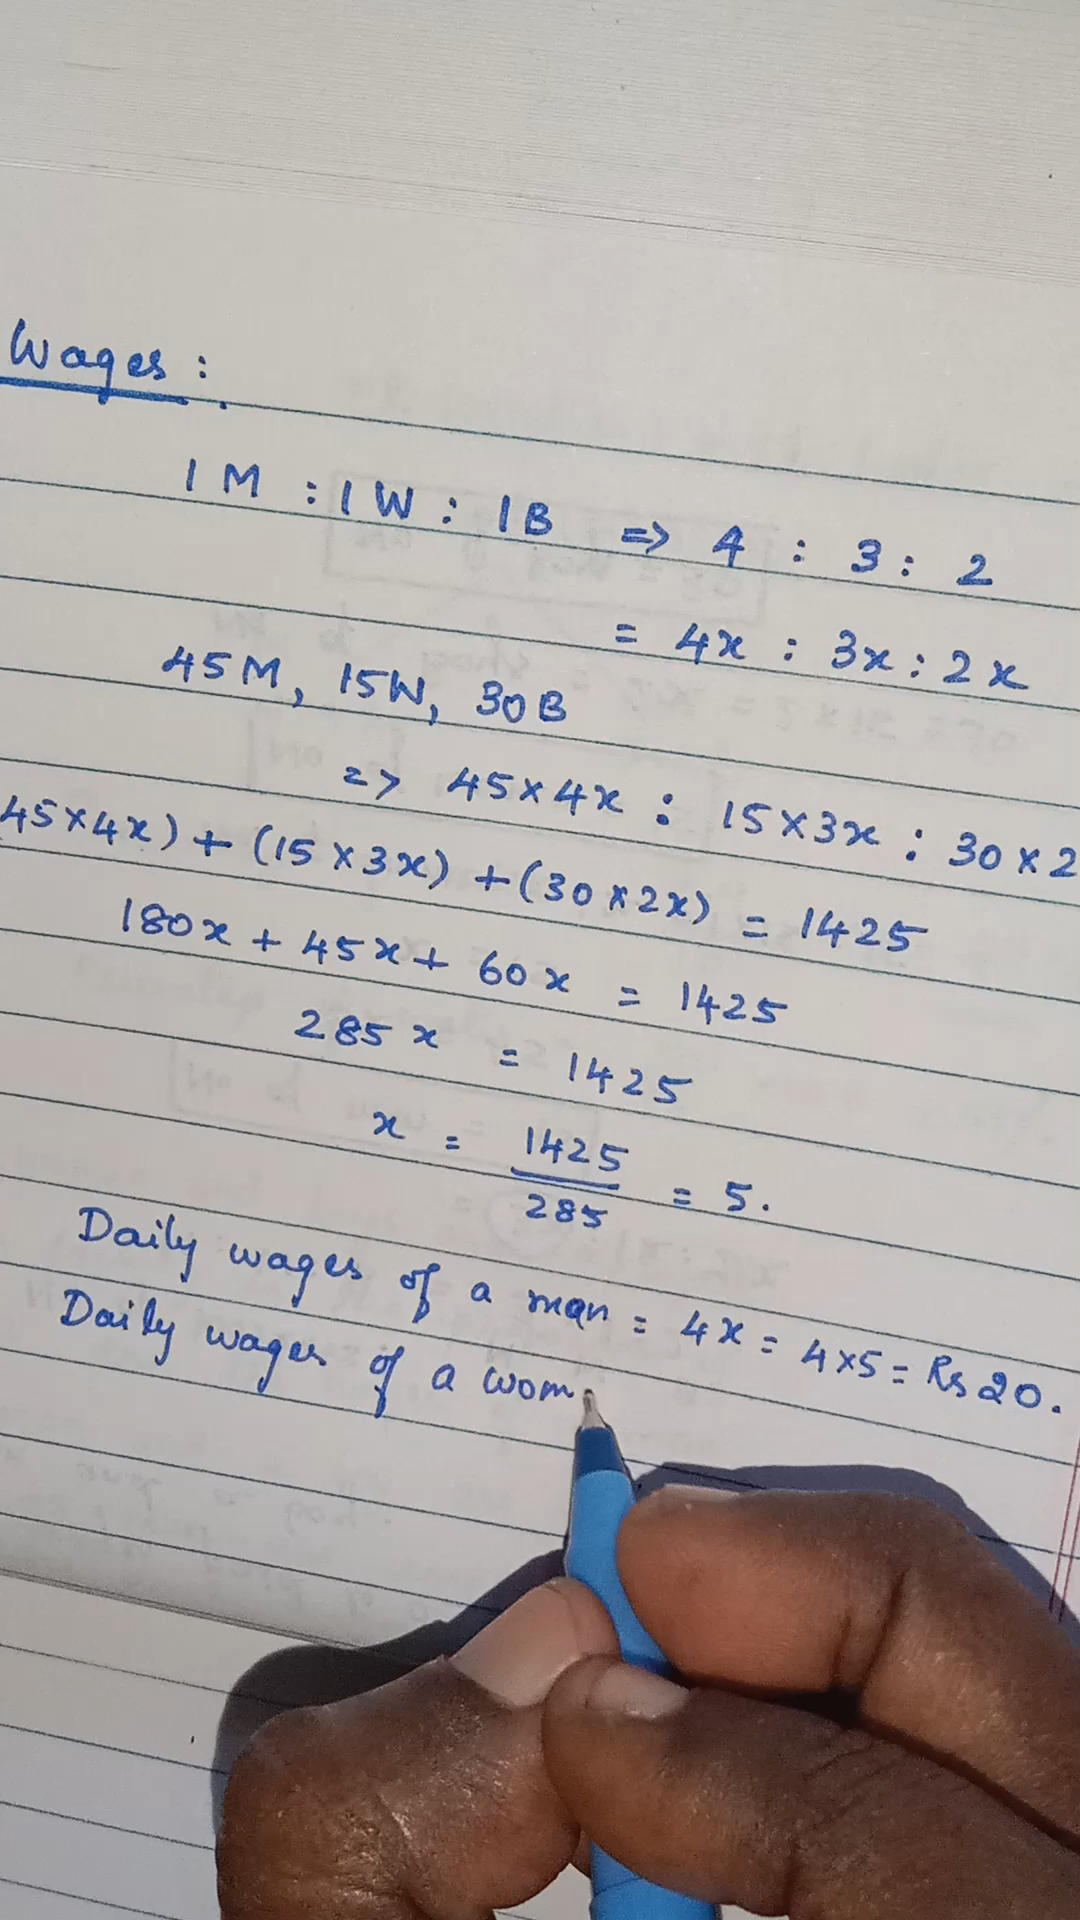 Wages :
1 M : 1 W : 1 B => 4 : 3 : 2
= 4x : 3x : 2x
45 M, 15W, 30 B
=> 45 x 4x : 15 x 3x : 30 x 2
45 x 4x) + (15 x 3x) + (30 x 2x) = 1425
180x + 45x + 60x = 1425
285 x = 1425
x = 1425 / 285 = 5.
Daily wages of a man = 4x = 4 x 5 = Rs 20.
Daily wages of a wom